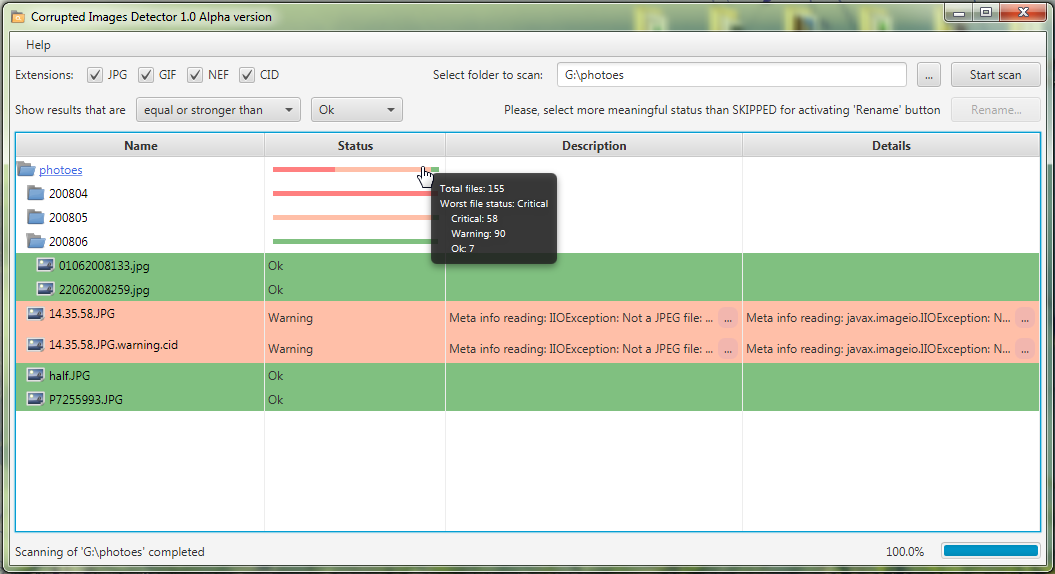 Corrupted Images Detector 1.0 Alpha version
Help
Extensions: JPG GIF NEF CID Select folder to scan: G:\photoes ... Start scan
Show results that are equal or stronger than Ok Please, select more meaningful status than SKIPPED for activating 'Rename' button Rename...
Name Status Description Details
photoes
Total files: 155
Worst file status: Critical
Critical: 58
Warning: 90
Ok: 7
200804
200805
200806
01062008133.jpg Ok
22062008259.jpg Ok
14.35.58.JPG Warning Meta info reading: IIOException: Not a JPEG file: ... ... Meta info reading: javax.imageio.IIOException: N... ...
14.35.58.JPG.warning.cid Warning Meta info reading: IIOException: Not a JPEG file: ... ... Meta info reading: javax.imageio.IIOException: N... ...
half.JPG Ok
P7255993.JPG Ok
Scanning of 'G:\photoes' completed 100.0%